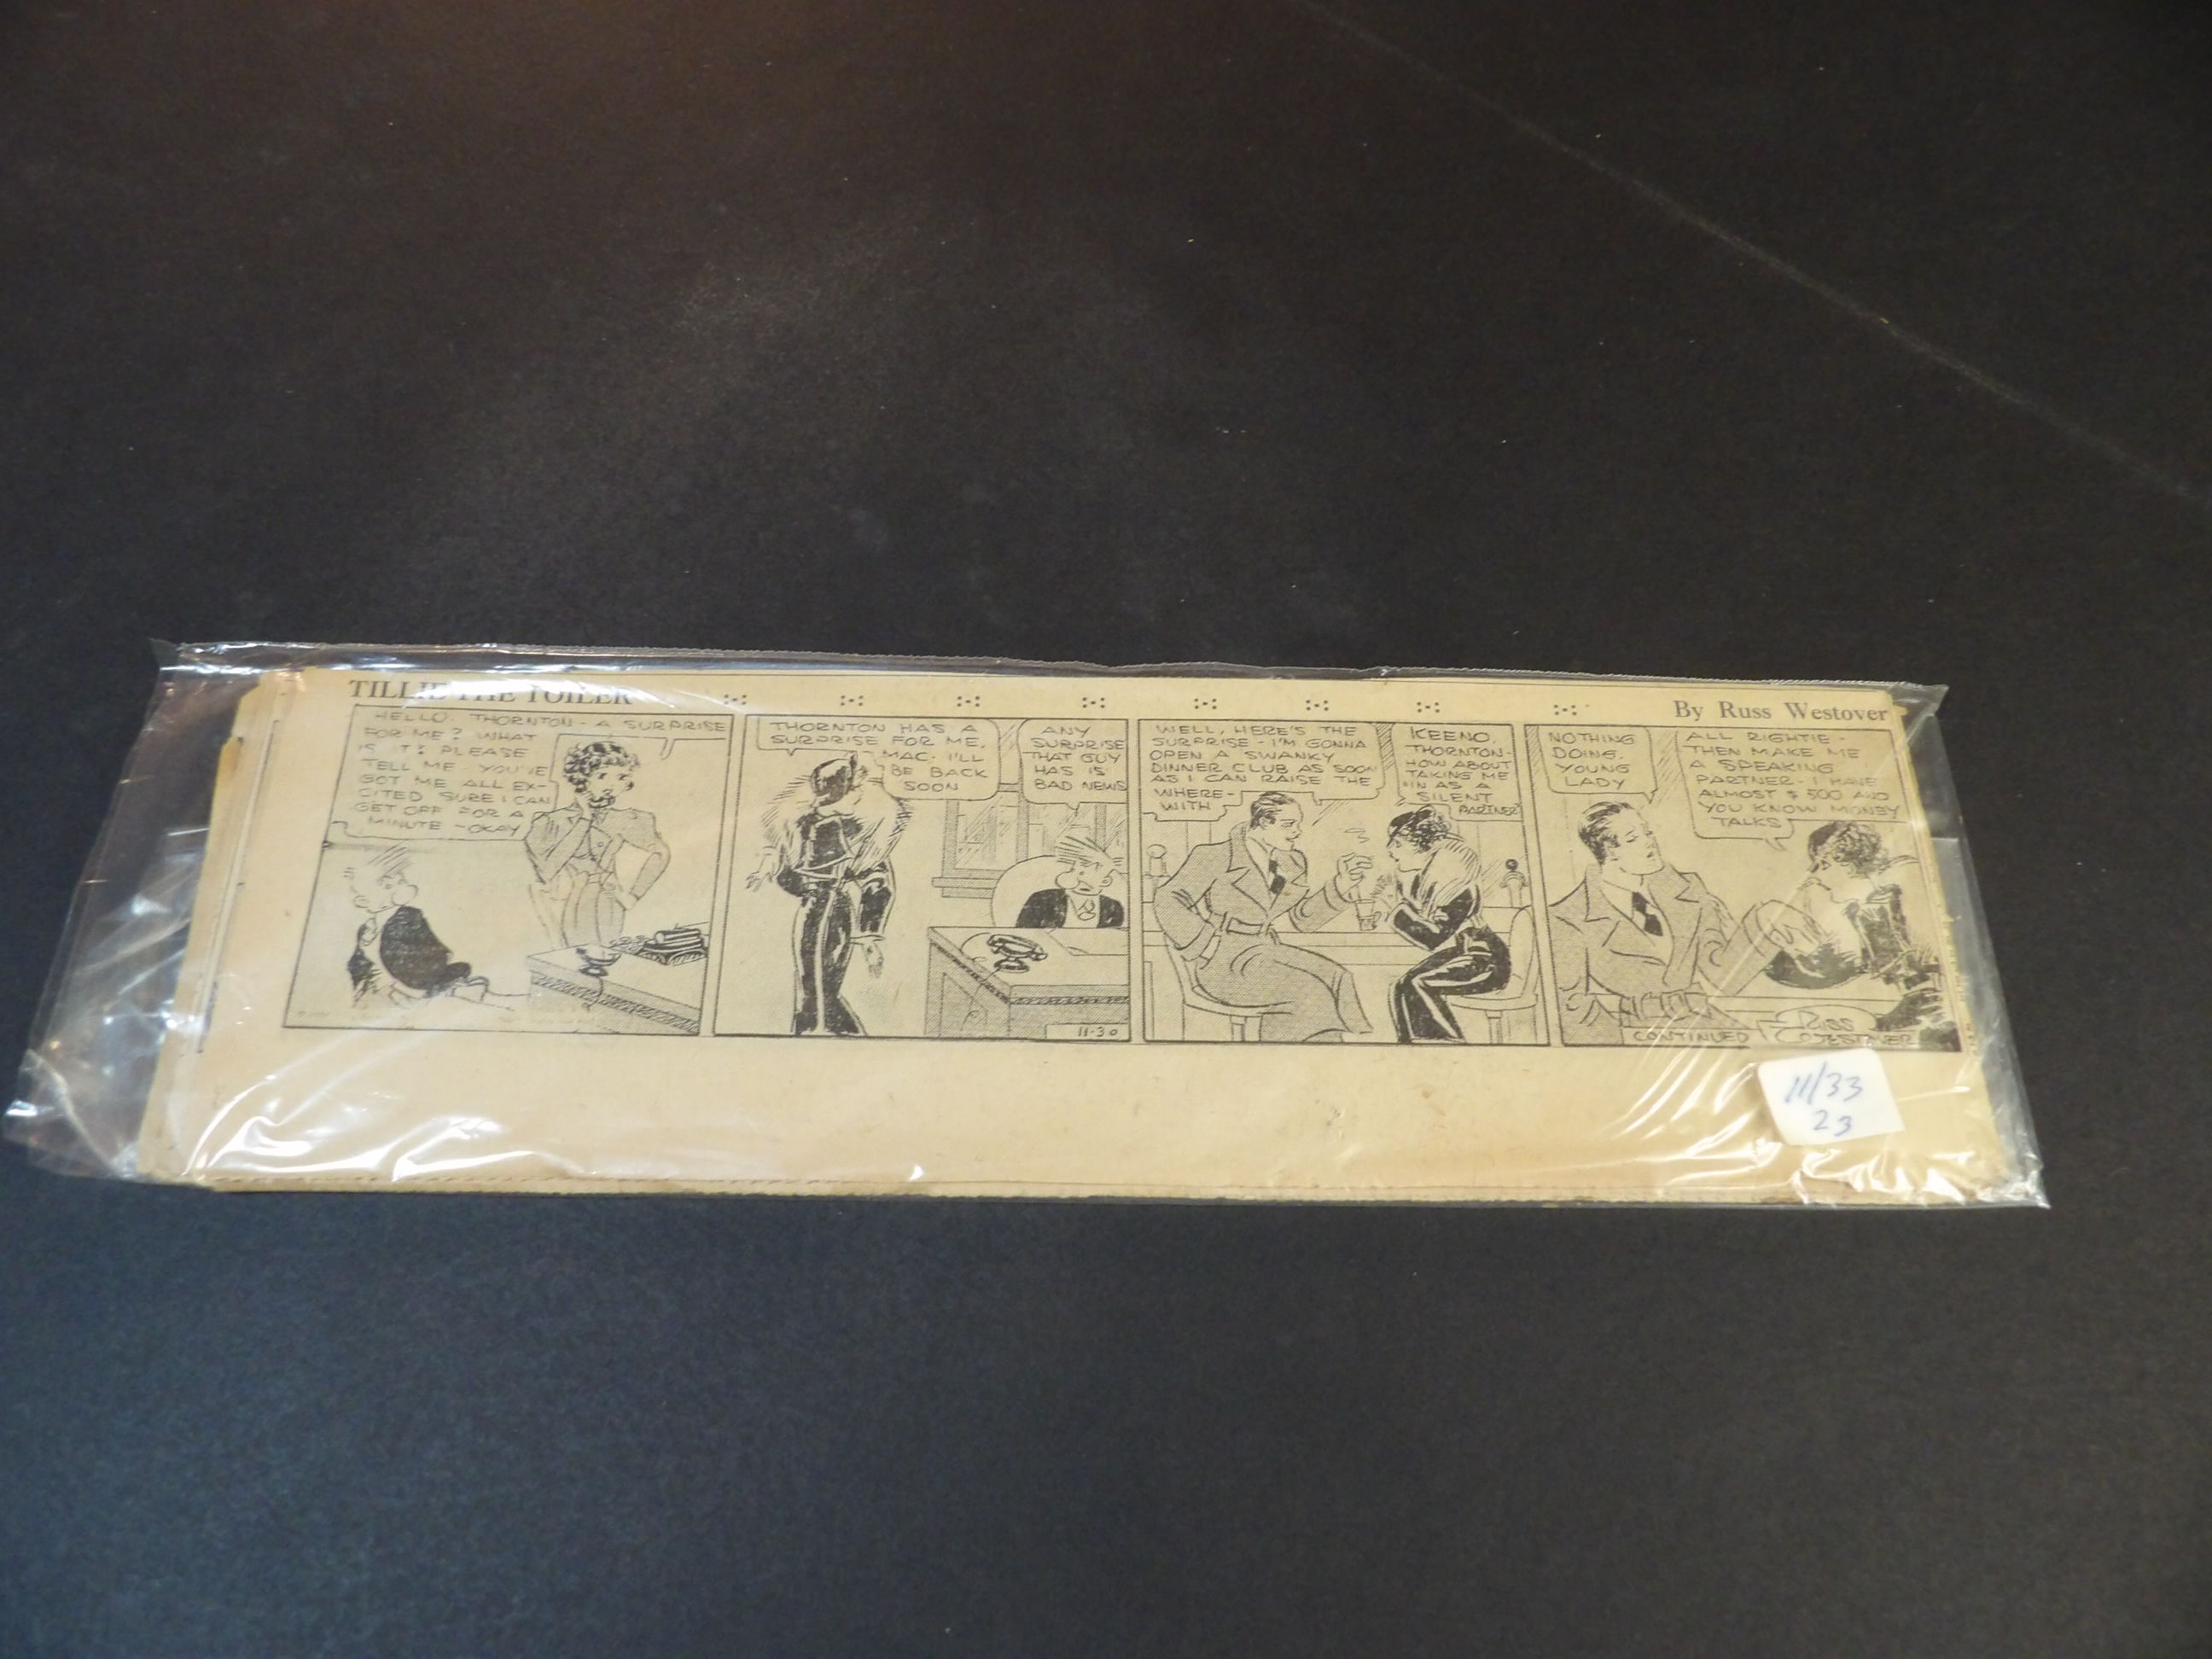 TILLIE THE TOILER
By Russ Westover
HELLO. THORNTON - A SURPRISE
FOR ME? WHAT
IS IT? PLEASE
TELL ME - YOU'VE
GOT ME ALL EX-
CITED SURE I CAN
GET OFF FOR A
MINUTE - OKAY
THORNTON HAS A
SURPRISE FOR ME,
MAC. I'LL
BE BACK
SOON
ANY
SURPRISE
THAT GUY
HAS IS
BAD NEWS
11-30
WELL, HERE'S THE
SURPRISE - I'M GONNA
OPEN A SWANKY
DINNER CLUB AS SOON
AS I CAN RAISE THE
WHERE-
WITH
KEENO,
THORNTON-
HOW ABOUT
TAKING ME
IN AS A
SILENT
PARTNER
NOTHING
DOING,
YOUNG
LADY
ALL RIGHTIE -
THEN MAKE ME
A SPEAKING
PARTNER - I HAVE
ALMOST $500 AND
YOU KNOW MONEY
TALKS
CONTINUED
RUSS
WESTOVER
11/33
23